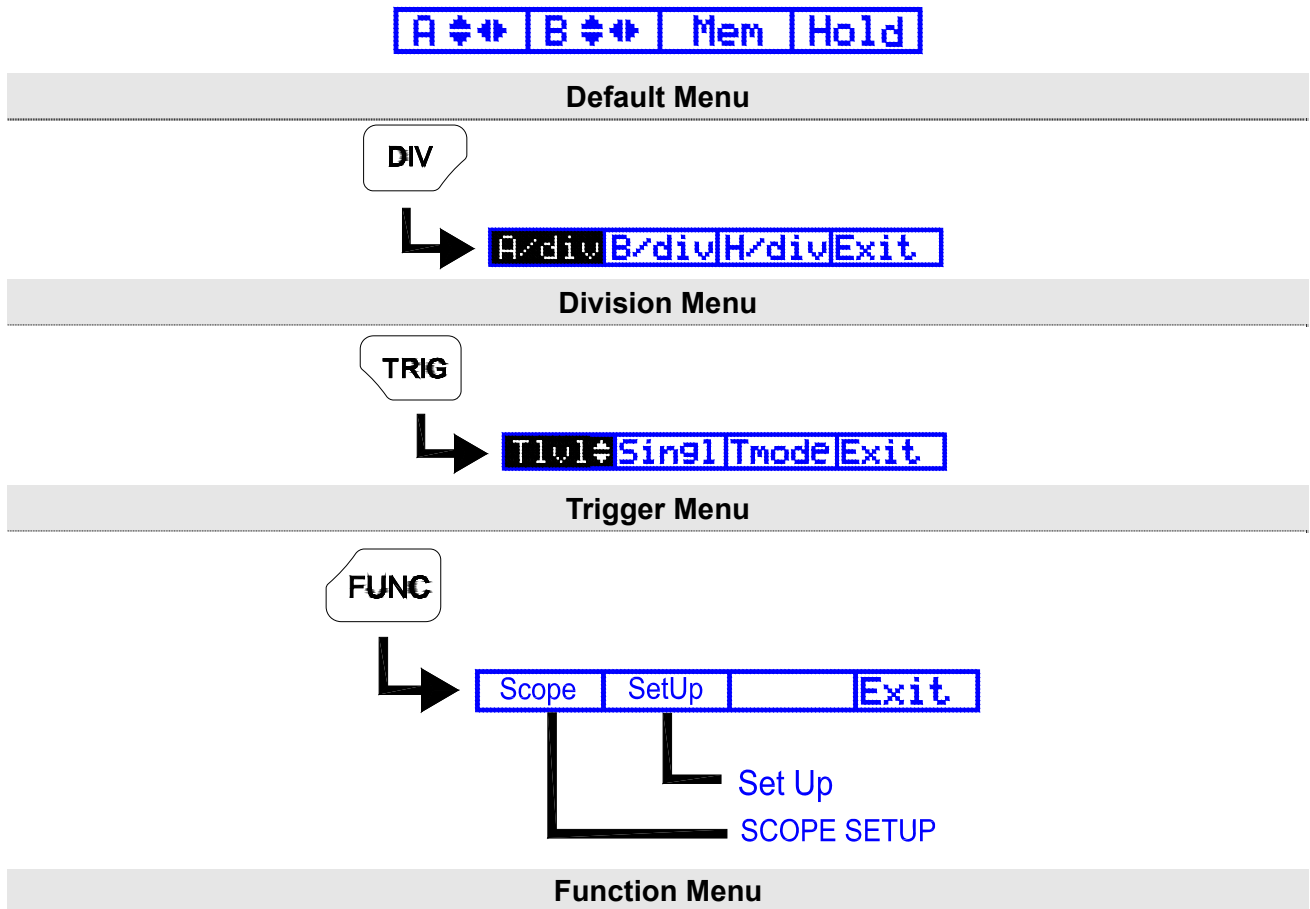 A B Mem Hold
Default Menu
DIV
A/div B/div H/div Exit
Division Menu
TRIG
Tlvl Singl Tmode Exit
Trigger Menu
FUNC
Scope SetUp Exit
Set Up
SCOPE SETUP
Function Menu